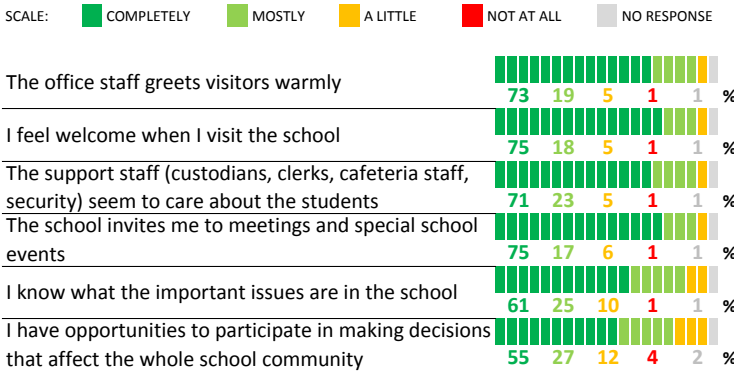 SCALE: COMPLETELY MOSTLY A LITTLE NOT AT ALL NO RESPONSE
The office staff greets visitors warmly
73 19 5 1 1 %
I feel welcome when I visit the school
75 18 5 1 1 %
The support staff (custodians, clerks, cafeteria staff,
security) seem to care about the students
71 23 5 1 1 %
The school invites me to meetings and special school
events
75 17 6 1 1 %
I know what the important issues are in the school
61 25 10 1 1 %
I have opportunities to participate in making decisions
that affect the whole school community
55 27 12 4 2 %